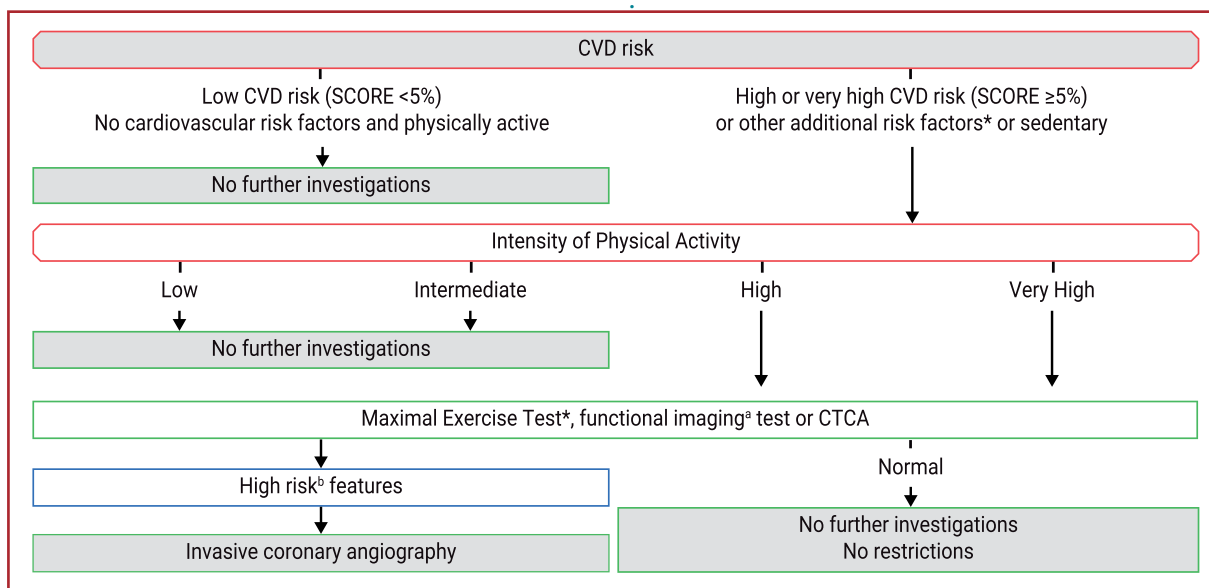 CVD risk
Low CVD risk (SCORE <5%)
No cardiovascular risk factors and physically active
High or very high CVD risk (SCORE ≥5%)
or other additional risk factors* or sedentary
No further investigations
Intensity of Physical Activity
Low
Intermediate
High
Very High
No further investigations
Maximal Exercise Test*, functional imagingᵃ test or CTCA
High riskᵇ features
Normal
Invasive coronary angiography
No further investigations
No restrictions